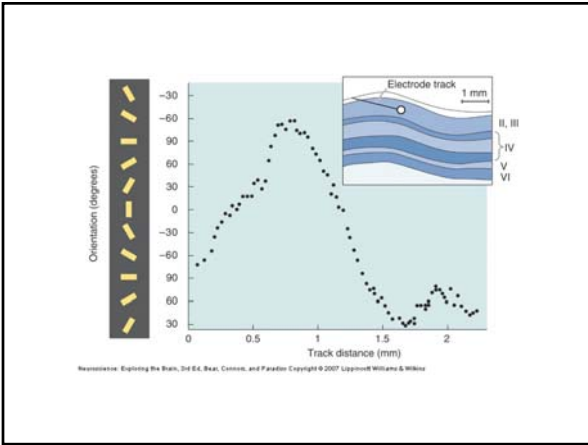 Electrode track
1 mm
II, III
IV
V
VI
Orientation (degrees)
–30
–60
90
60
30
0
–30
–60
90
60
30
0
0.5
1
1.5
2
Track distance (mm)
Neuroscience: Exploring the Brain, 3rd Ed, Bear, Connors, and Paradiso Copyright © 2007 Lippincott Williams & Wilkins